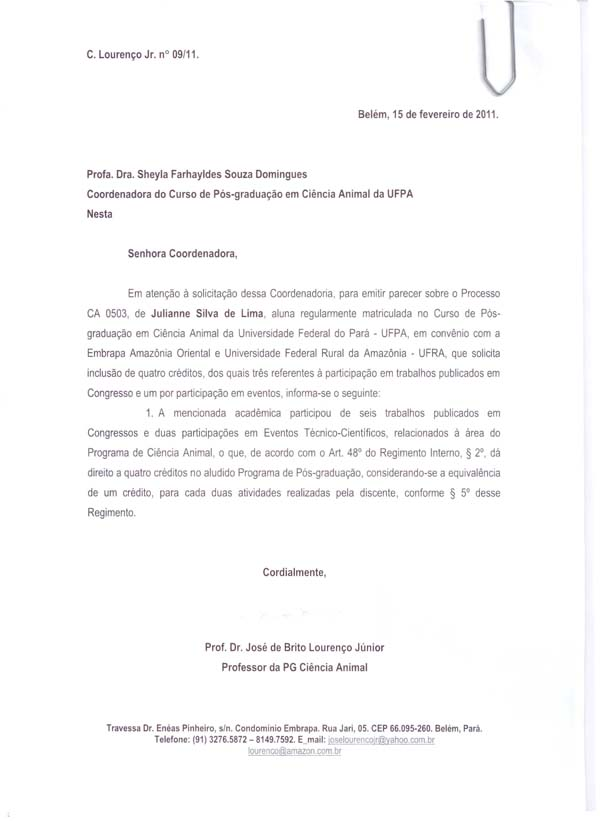 C. Lourenço Jr. nº 09/11.
Belém, 15 de fevereiro de 2011.
Profa. Dra. Sheyla Farhayldes Souza Domingues
Coordenadora do Curso de Pós-graduação em Ciência Animal da UFPA
Nesta
Senhora Coordenadora,
Em atenção à solicitação dessa Coordenadoria, para emitir parecer sobre o Processo
CA 0503, de Julianne Silva de Lima, aluna regularmente matriculada no Curso de Pós-
graduação em Ciência Animal da Universidade Federal do Pará - UFPA, em convênio com a
Embrapa Amazônia Oriental e Universidade Federal Rural da Amazônia - UFRA, que solicita
inclusão de quatro créditos, dos quais três referentes à participação em trabalhos publicados em
Congresso e um por participação em eventos, informa-se o seguinte:
1. A mencionada acadêmica participou de seis trabalhos publicados em
Congressos e duas participações em Eventos Técnico-Científicos, relacionados à área do
Programa de Ciência Animal, o que, de acordo com o Art. 48º do Regimento Interno, § 2º, dá
direito a quatro créditos no aludido Programa de Pós-graduação, considerando-se a equivalência
de um crédito, para cada duas atividades realizadas pela discente, conforme § 5º desse
Regimento.
Cordialmente,
Prof. Dr. José de Brito Lourenço Júnior
Professor da PG Ciência Animal
Travessa Dr. Enéas Pinheiro, s/n. Condomínio Embrapa. Rua Jari, 05. CEP 66.095-260. Belém, Pará.
Telefone: (91) 3276.5872 – 8149.7592. E_mail: joselourencojr@yahoo.com.br
lourenco@amazon.com.br